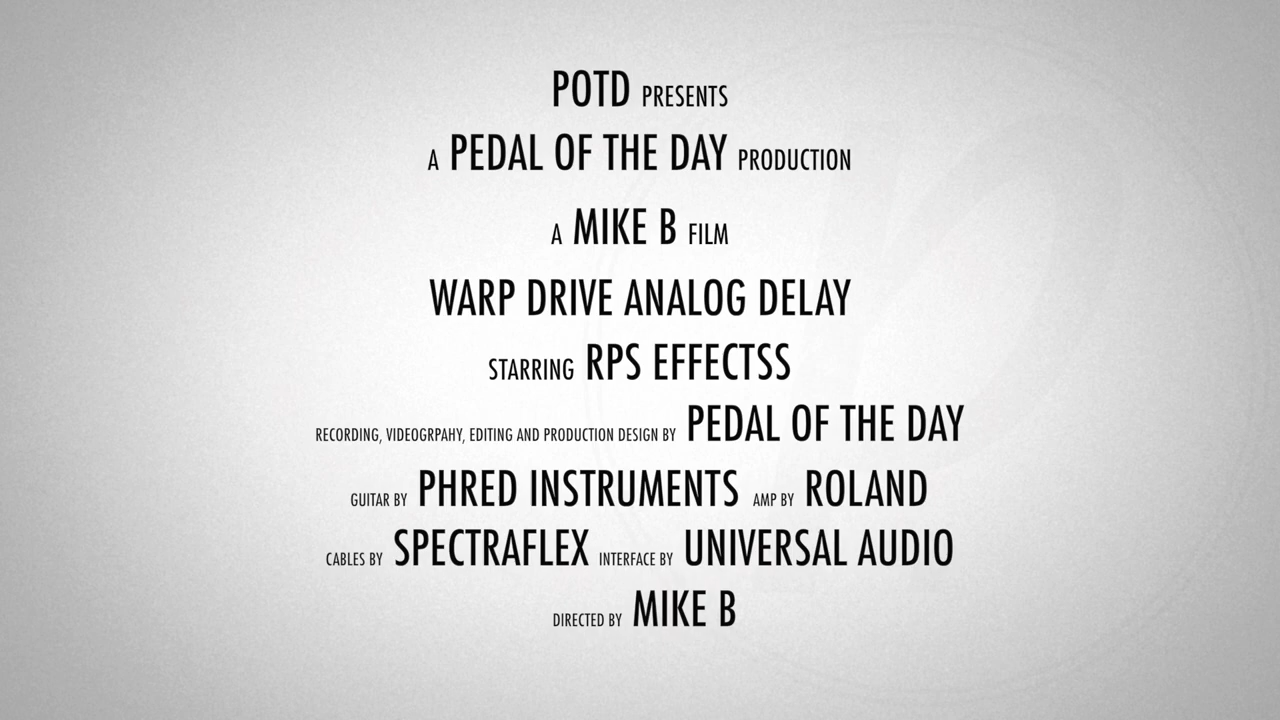 POTD PRESENTS
A PEDAL OF THE DAY PRODUCTION
A MIKE B FILM
WARP DRIVE ANALOG DELAY
STARRING RPS EFFECTSS
RECORDING, VIDEOGRPAHY, EDITING AND PRODUCTION DESIGN BY PEDAL OF THE DAY
GUITAR BY PHRED INSTRUMENTS AMP BY ROLAND
CABLES BY SPECTRAFLEX INTERFACE BY UNIVERSAL AUDIO
DIRECTED BY MIKE B